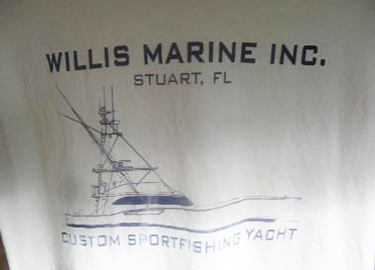 WILLIS MARINE INC.
STUART, FL
CUSTOM SPORTFISHING YACHT